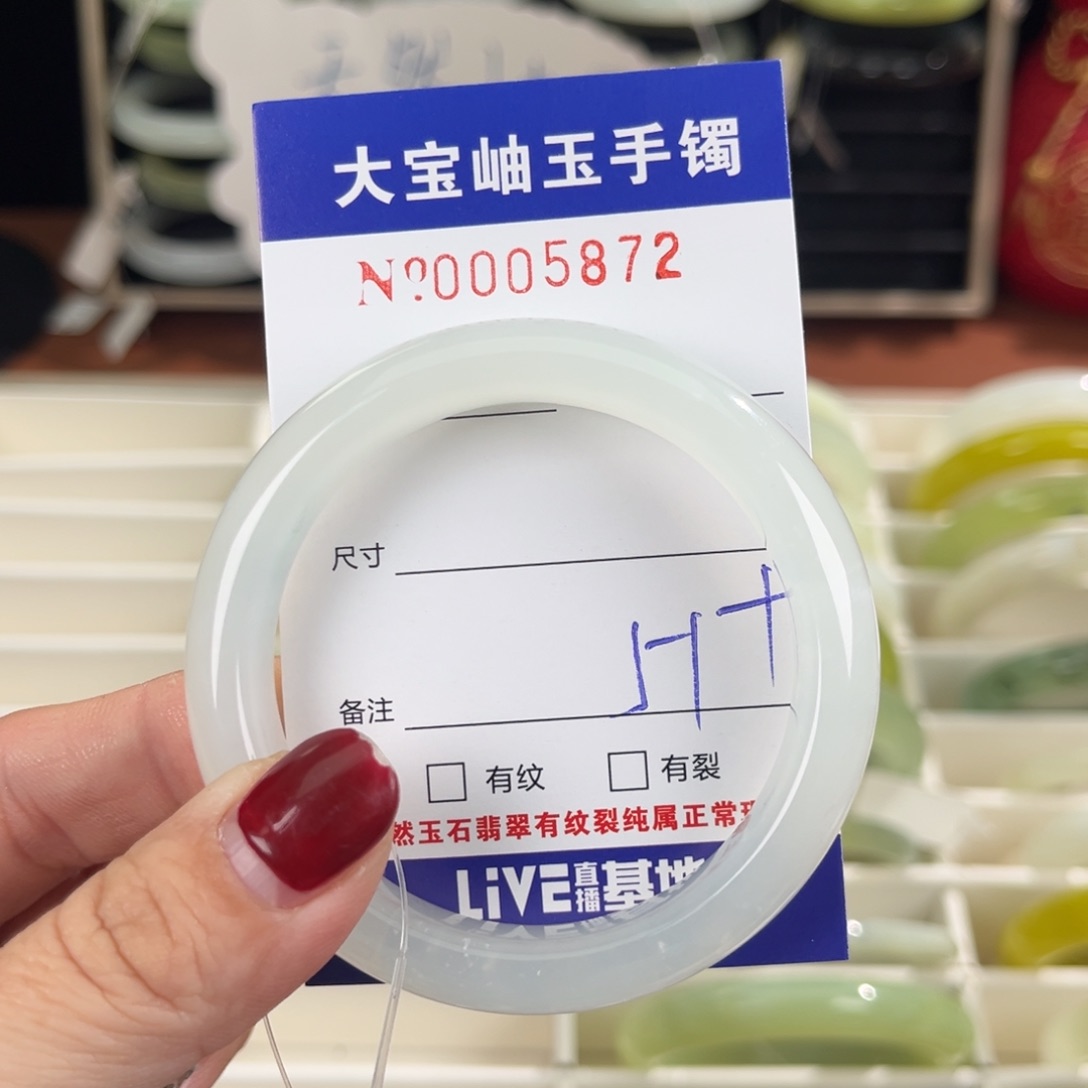 大宝岫玉手镯
Nº0005872
尺寸
备注
有纹 有裂
然玉石翡翠有纹裂纯属正常
LiVE直播基地